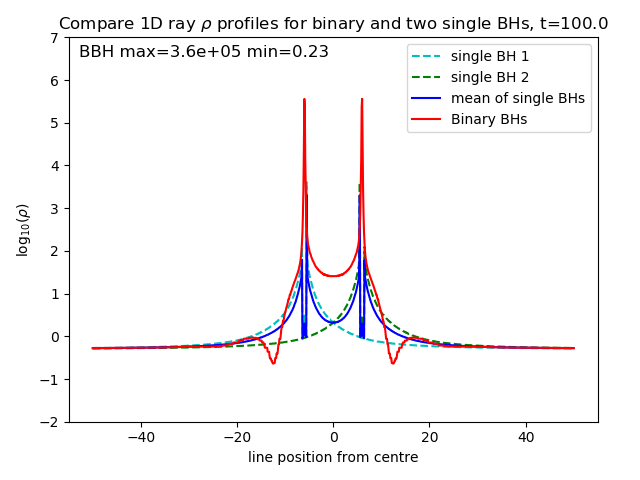 Compare 1D ray ρ profiles for binary and two single BHs, t=100.0
BBH max=3.6e+05 min=0.23
single BH 1
single BH 2
mean of single BHs
Binary BHs
7
6
5
4
3
2
1
0
−1
−2
log₁₀(ρ)
−40 −20 0 20 40
line position from centre